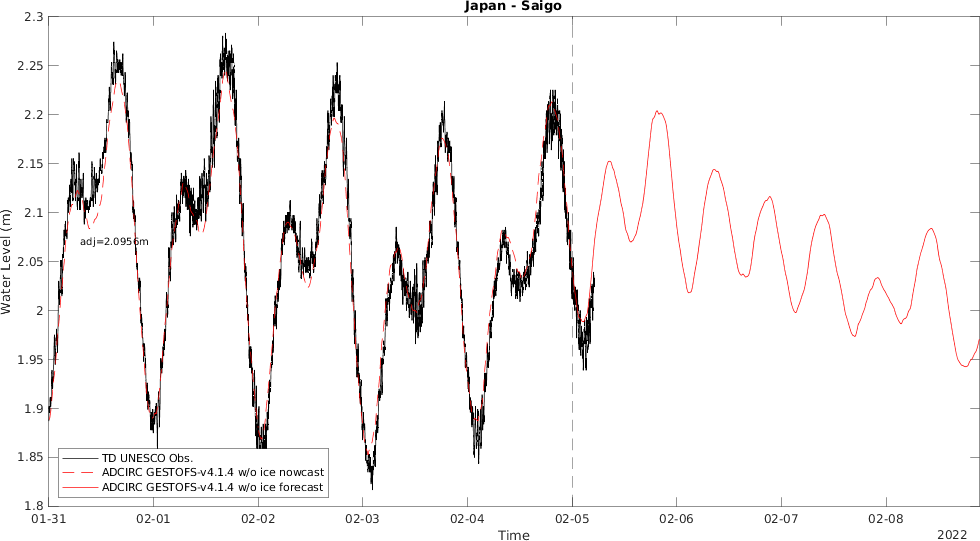 Japan - Saigo
2.3
2.25
2.2
2.15
2.1
2.05
2
1.95
1.9
1.85
1.8
Water Level (m)
adj=2.0956m
TD UNESCO Obs.
ADCIRC GESTOFS-v4.1.4 w/o ice nowcast
ADCIRC GESTOFS-v4.1.4 w/o ice forecast
01-31 02-01 02-02 02-03 02-04 02-05 02-06 02-07 02-08
Time
2022